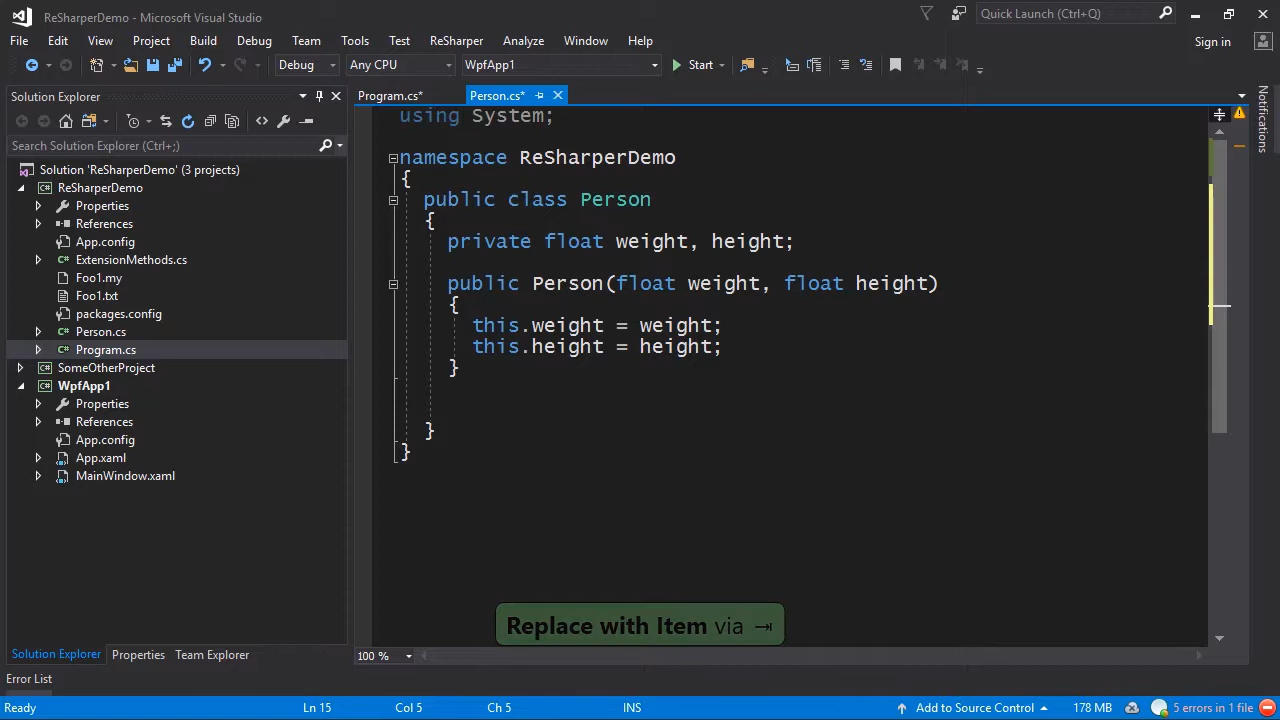 ReSharperDemo - Microsoft Visual Studio
Quick Launch (Ctrl+Q)
File Edit View Project Build Debug Team Tools Test ReSharper Analyze Window Help
Sign in
Debug Any CPU WpfApp1 Start
Solution Explorer
Program.cs* Person.cs*
Notifications
Search Solution Explorer (Ctrl+;)
Solution 'ReSharperDemo' (3 projects)
ReSharperDemo
Properties
References
App.config
ExtensionMethods.cs
Foo1.my
Foo1.txt
packages.config
Person.cs
Program.cs
SomeOtherProject
WpfApp1
Properties
References
App.config
App.xaml
MainWindow.xaml
using System;
namespace ReSharperDemo
{
public class Person
{
private float weight, height;
public Person(float weight, float height)
{
this.weight = weight;
this.height = height;
}
}
}
Replace with Item via ⇥
100 %
Solution Explorer Properties Team Explorer
Error List
Ready Ln 15 Col 5 Ch 5 INS Add to Source Control 178 MB 5 errors in 1 file